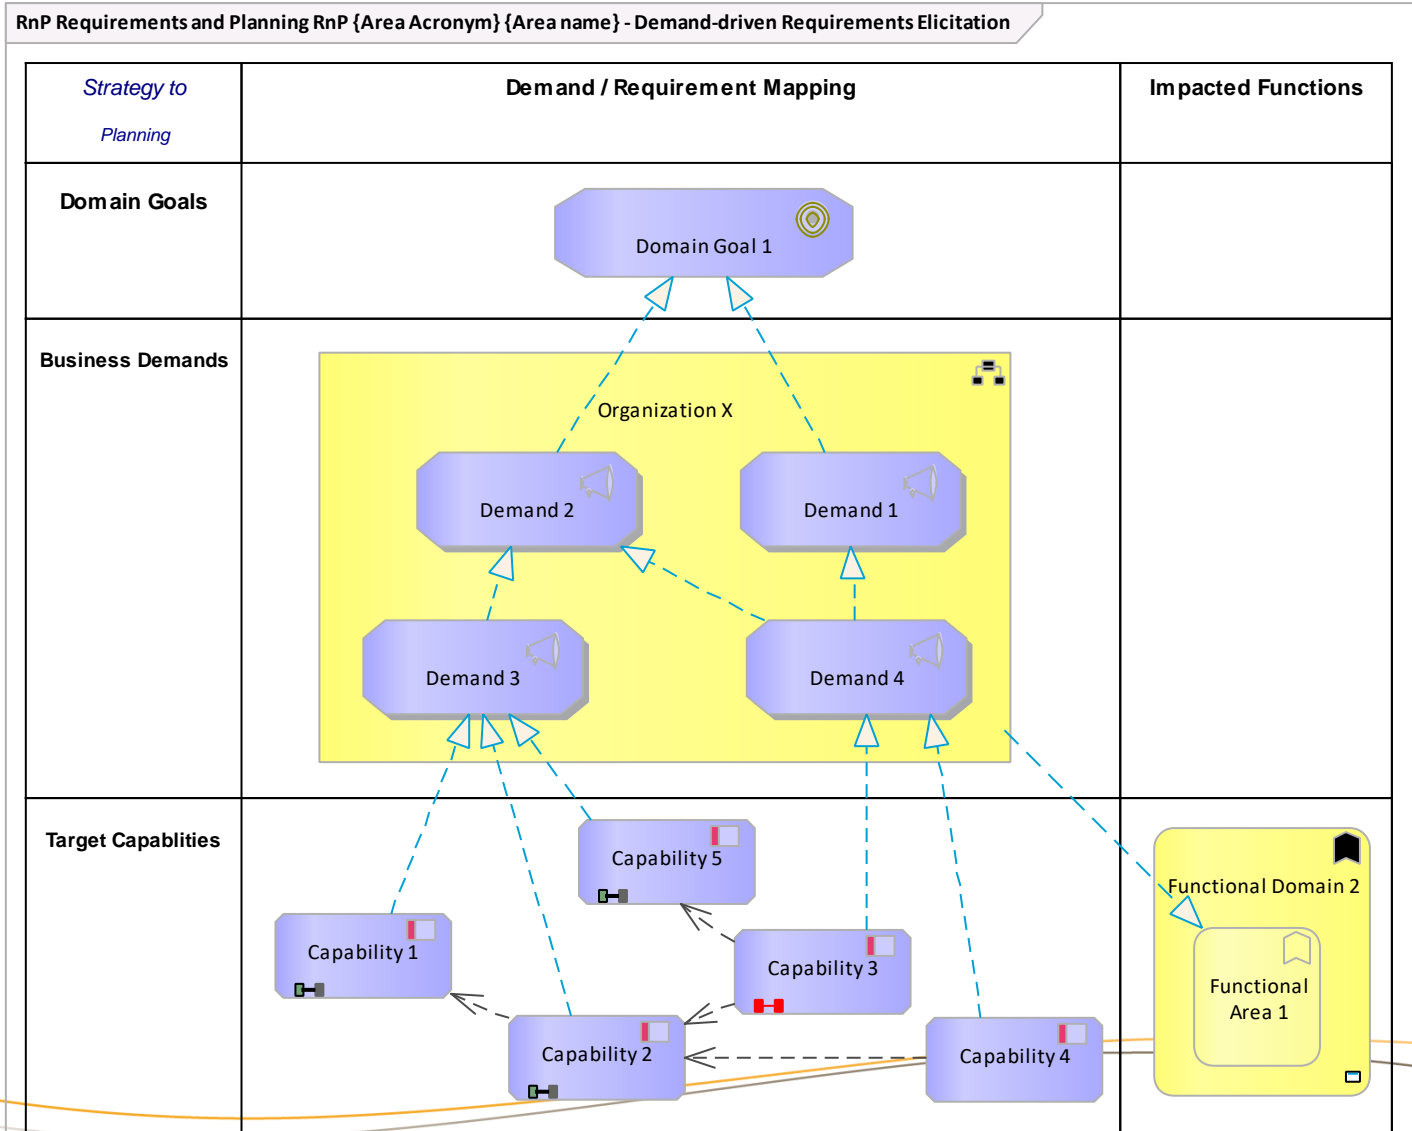 RnP Requirements and Planning RnP {Area Acronym} {Area name} - Demand-driven Requirements Elicitation
Strategy to
Planning
Demand / Requirement Mapping
Impacted Functions
Domain Goals
Domain Goal 1
Business Demands
Organization X
Demand 2
Demand 1
Demand 3
Demand 4
Target Capablities
Capability 5
Functional Domain 2
Capability 1
Capability 3
Functional
Area 1
Capability 2
Capability 4